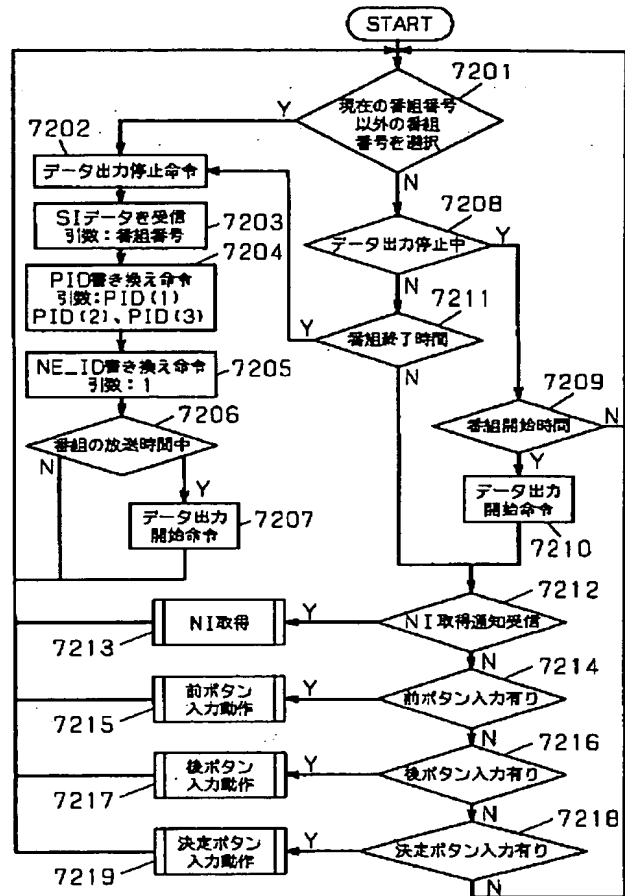 START
7201
現在の番組番号
以外の番組
番号を選択
Y
N
7202
データ出力停止命令
7203
SIデータを受信
引数:番組番号
7204
PID書き換え命令
引数:PID(1)
PID(2)、PID(3)
7205
NE_ID書き換え命令
引数:1
7206
番組の放送時間中
N
Y
7207
データ出力
開始命令
7208
データ出力停止中
Y
N
7211
番組終了時間
Y
N
7209
番組開始時間
N
Y
データ出力
開始命令
7210
7212
NI取得通知受信
Y
N
NI取得
7213
7214
前ボタン入力有り
Y
N
前ボタン
入力動作
7215
7216
後ボタン入力有り
Y
N
後ボタン
入力動作
7217
7218
決定ボタン入力有り
Y
N
決定ボタン
入力動作
7219